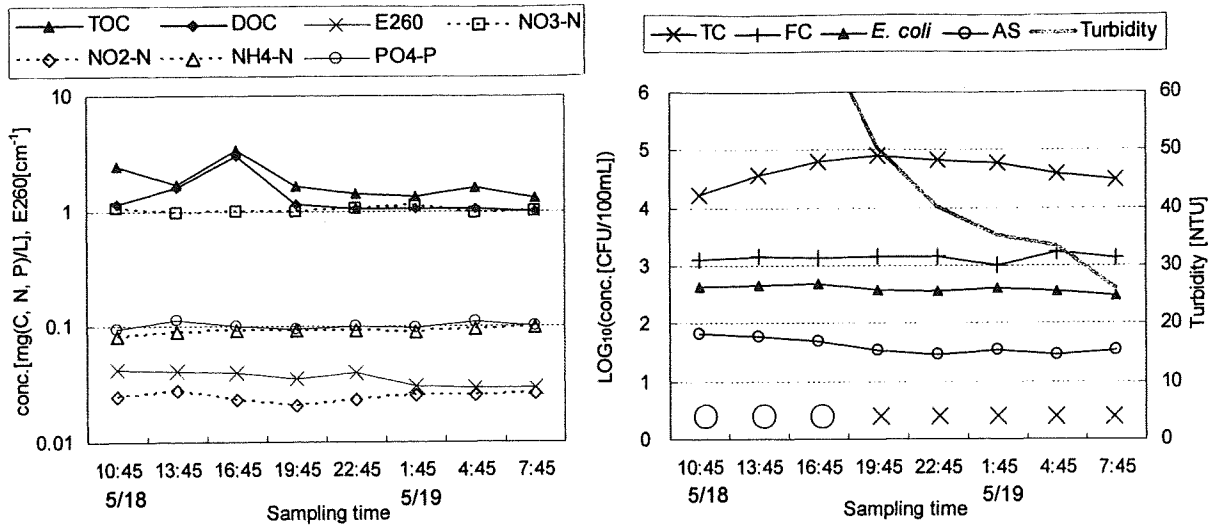 TOC DOC E260 NO3-N
NO2-N NH4-N PO4-P
conc.[mg(C, N, P)/L], E260[cm⁻¹]
10
1
0.1
0.01
10:45 13:45 16:45 19:45 22:45 1:45 4:45 7:45
5/18 5/19
Sampling time
TC FC E. coli AS Turbidity
LOG₁₀(conc.[CFU/100mL])
6
5
4
3
2
1
0
60
50
40
30
20
10
0
Turbidity [NTU]
10:45 13:45 16:45 19:45 22:45 1:45 4:45 7:45
5/18 5/19
Sampling time